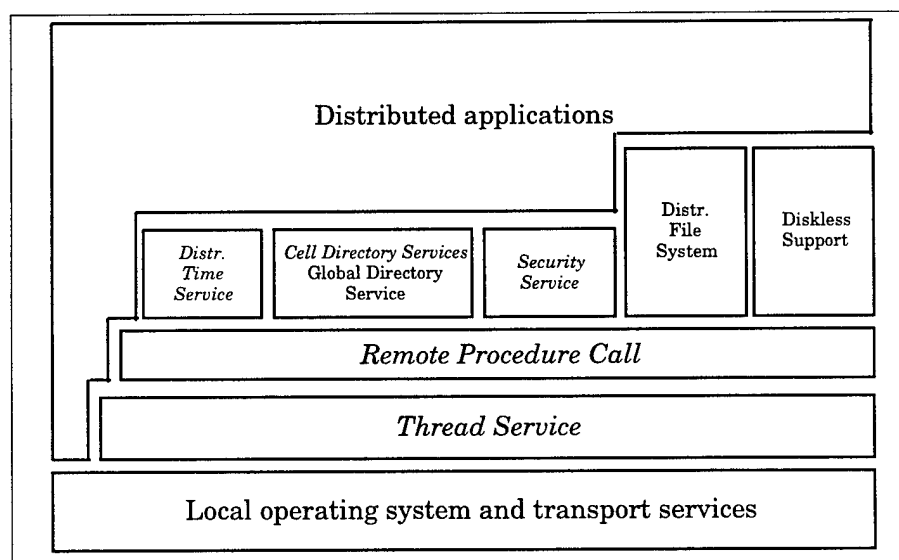 Distributed applications
Distr.
File
System
Diskless
Support
Distr.
Time
Service
Cell Directory Services
Global Directory
Service
Security
Service
Remote Procedure Call
Thread Service
Local operating system and transport services